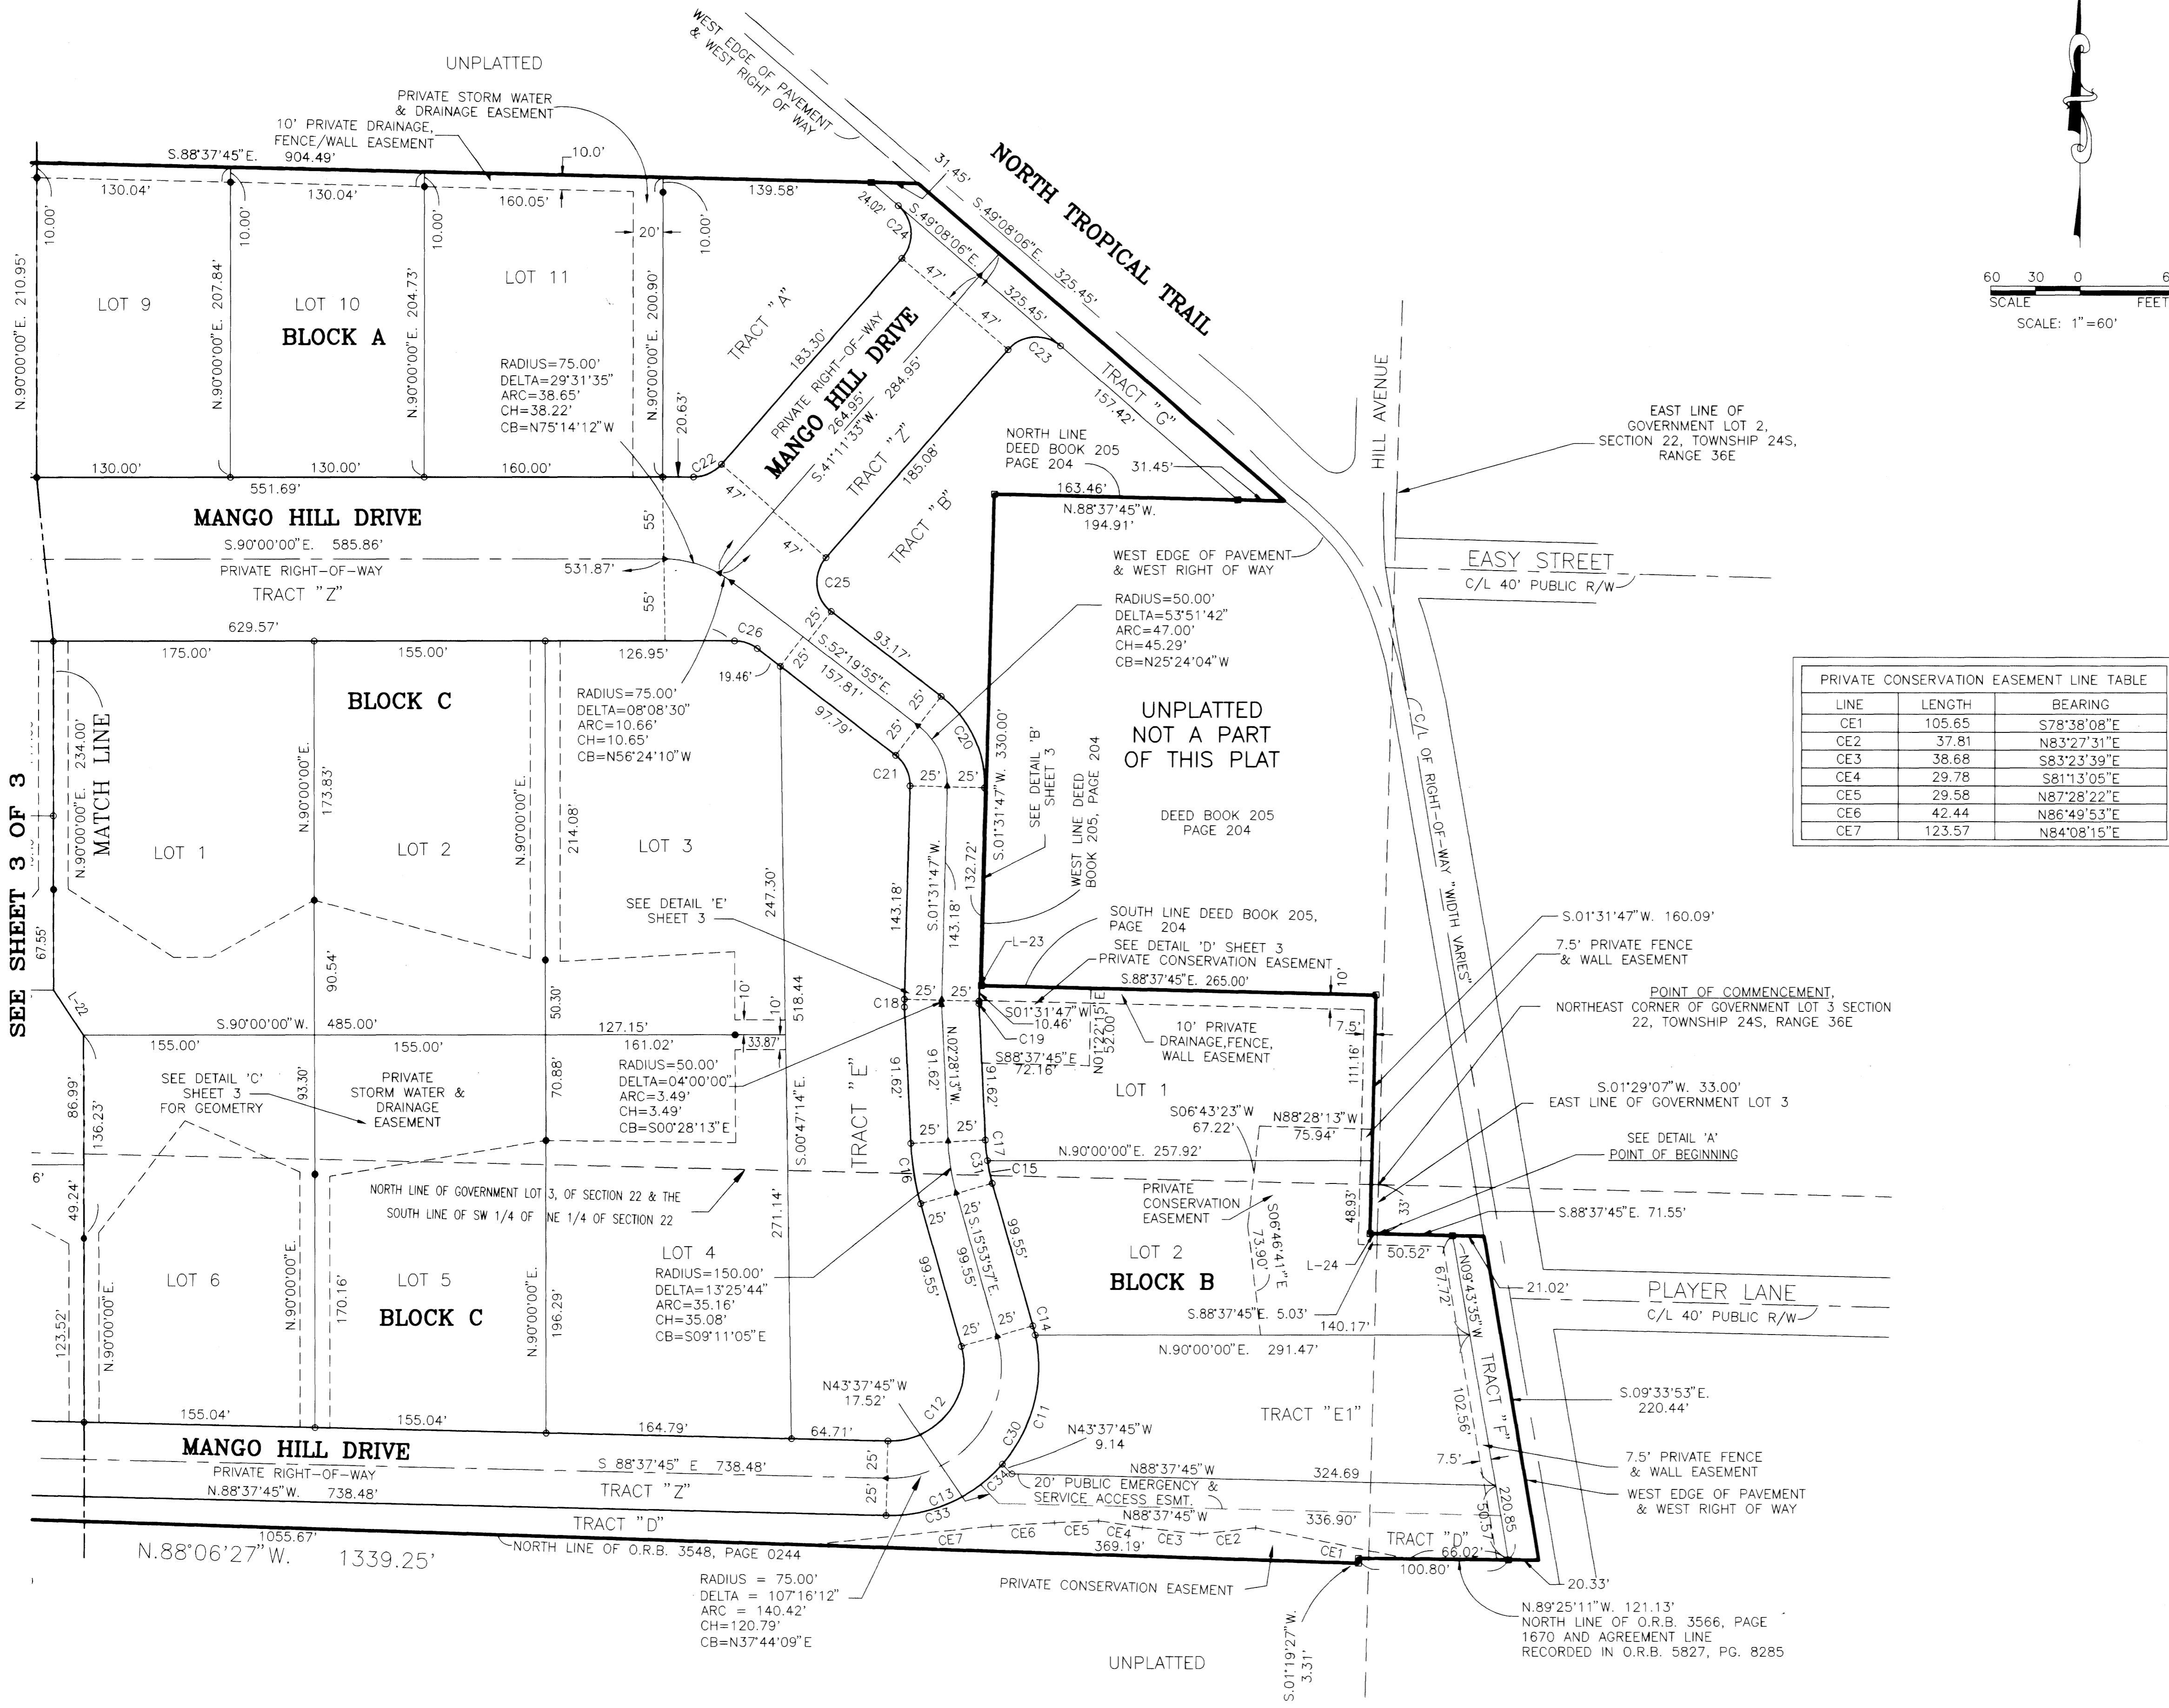 UNPLATTED
PRIVATE STORM WATER
& DRAINAGE EASEMENT
10' PRIVATE DRAINAGE,
FENCE/WALL EASEMENT
S.88°37'45"E. 904.49'
10.0'
130.04'
130.04'
160.05'
139.58'
10.00'
10.00'
10.00'
10.00'
20'
N.90°00'00"E. 210.95'
N.90°00'00"E. 207.84'
N.90°00'00"E. 204.73'
N.90°00'00"E. 200.90'
LOT 9
LOT 10
LOT 11
BLOCK A
RADIUS=75.00'
DELTA=29°31'35"
ARC=38.65'
CH=38.22'
CB=N75°14'12"W
20.63'
130.00'
130.00'
160.00'
551.69'
MANGO HILL DRIVE
S.90°00'00"E. 585.86'
PRIVATE RIGHT-OF-WAY
531.87'
TRACT "Z"
55'
55'
WEST EDGE OF PAVEMENT
& WEST RIGHT OF WAY
31.45'
NORTH TROPICAL TRAIL
24.02'
C24
S.49°08'06"E.
325.45'
S.49°08'06"E. 325.45'
47'
47'
TRACT "A"
183.30'
PRIVATE RIGHT-OF-WAY
MANGO HILL DRIVE
264.95'
S.41°11'33"W. 284.95'
TRACT "Z"
185.08'
TRACT "B"
C22
47'
47'
C23
TRACT "G"
157.42'
NORTH LINE
DEED BOOK 205
PAGE 204
31.45'
163.46'
N.88°37'45"W.
194.91'
WEST EDGE OF PAVEMENT
& WEST RIGHT OF WAY
HILL AVENUE
EAST LINE OF
GOVERNMENT LOT 2,
SECTION 22, TOWNSHIP 24S,
RANGE 36E
60 30 0
SCALE FEET
SCALE: 1"=60'
EASY STREET
C/L 40' PUBLIC R/W
RADIUS=50.00'
DELTA=53°51'42"
ARC=47.00'
CH=45.29'
CB=N25°24'04"W
629.57'
175.00'
155.00'
126.95'
C26
C25
25'
25'
19.46'
S.52°19'55"E.
157.81'
93.17'
97.79'
25'
25'
C20
C21
25'
25'
BLOCK C
RADIUS=75.00'
DELTA=08°08'30"
ARC=10.66'
CH=10.65'
CB=N56°24'10"W
SEE SHEET 3 OF 3
N.90°00'00"E. 234.00'
MATCH LINE
67.55'
N.90°00'00"E.
173.83'
N.90°00'00"E.
214.08'
LOT 1
LOT 2
LOT 3
90.54'
50.30'
247.30'
518.44
SEE DETAIL 'E'
SHEET 3
143.18'
S.01°31'47"W.
143.18'
132.72'
S.01°31'47"W. 330.00'
SEE DETAIL 'B'
SHEET 3
WEST LINE DEED
BOOK 205, PAGE 204
UNPLATTED
NOT A PART
OF THIS PLAT
DEED BOOK 205
PAGE 204
SOUTH LINE DEED BOOK 205,
PAGE 204
L-23
SEE DETAIL 'D' SHEET 3
PRIVATE CONSERVATION EASEMENT
S.88°37'45"E. 265.00'
10'
C/L OF RIGHT-OF-WAY "WIDTH VARIES"
PRIVATE CONSERVATION EASEMENT LINE TABLE
LINE LENGTH BEARING
CE1 105.65 S78°38'08"E
CE2 37.81 N83°27'31"E
CE3 38.68 S83°23'39"E
CE4 29.78 S81°13'05"E
CE5 29.58 N87°28'22"E
CE6 42.44 N86°49'53"E
CE7 123.57 N84°08'15"E
S.01°31'47"W. 160.09'
7.5' PRIVATE FENCE
& WALL EASEMENT
POINT OF COMMENCEMENT,
NORTHEAST CORNER OF GOVERNMENT LOT 3 SECTION
22, TOWNSHIP 24S, RANGE 36E
S.01°29'07"W. 33.00'
EAST LINE OF GOVERNMENT LOT 3
SEE DETAIL 'A'
POINT OF BEGINNING
L-22
S.90°00'00"W. 485.00'
10'
10'
127.15'
155.00'
155.00'
161.02'
33.87'
C18
25'
25'
S01°31'47"W
10.46'
C19
S88°37'45"E
72.16'
N01°22'15"E
52.00'
10' PRIVATE
DRAINAGE,FENCE,
WALL EASEMENT
7.5'
111.16'
LOT 1
86.99'
136.23'
SEE DETAIL 'C'
SHEET 3
FOR GEOMETRY
93.30'
PRIVATE
STORM WATER &
DRAINAGE
EASEMENT
70.88'
RADIUS=50.00'
DELTA=04°00'00"
ARC=3.49'
CH=3.49'
CB=S00°28'13"E
S.00°47'14"E.
TRACT "E"
91.62'
N.02°28'13"W.
91.62'
91.62'
S06°43'23"W
67.22'
N88°28'13"W
75.94'
25'
25'
C17
C16
C31
C15
N.90°00'00"E. 257.92'
6'
49.24'
NORTH LINE OF GOVERNMENT LOT 3, OF SECTION 22 & THE
SOUTH LINE OF SW 1/4 OF NE 1/4 OF SECTION 22
271.14'
25'
25'
PRIVATE
CONSERVATION
EASEMENT
S06°46'41"E
73.90'
48.93'
33'
S.88°37'45"E. 71.55'
LOT 6
LOT 5
LOT 4
LOT 2
BLOCK B
BLOCK C
123.52'
N.90°00'00"E.
N.90°00'00"E.
170.16'
N.90°00'00"E.
196.29'
RADIUS=150.00'
DELTA=13°25'44"
ARC=35.16'
CH=35.08'
CB=S09°11'05"E
99.55'
S.15°53'57"E.
99.55'
99.55'
25'
25'
C14
L-24
50.52'
S.88°37'45"E. 5.03'
140.17'
N.90°00'00"E. 291.47'
67.72'
N09°43'35"W
21.02'
PLAYER LANE
C/L 40' PUBLIC R/W
TRACT "F"
102.56'
S.09°33'53"E.
220.44'
TRACT "E1"
7.5' PRIVATE FENCE
& WALL EASEMENT
WEST EDGE OF PAVEMENT
& WEST RIGHT OF WAY
N43°37'45"W
17.52'
C12
C11
C30
N43°37'45"W
9.14
155.04'
155.04'
164.79'
64.71'
MANGO HILL DRIVE
PRIVATE RIGHT-OF-WAY
S 88°37'45" E 738.48'
N.88°37'45"W. 738.48'
TRACT "Z"
25'
25'
C13
C33
C34
N88°37'45"W 324.69
7.5'
20' PUBLIC EMERGENCY &
SERVICE ACCESS ESMT.
N88°37'45"W 336.90'
220.85
50.57'
TRACT "D"
CE7
CE6
CE5
CE4
CE3
CE2
CE1
369.19'
TRACT "D"
66.02'
100.80'
1055.67'
N.88°06'27"W. 1339.25'
NORTH LINE OF O.R.B. 3548, PAGE 0244
RADIUS = 75.00'
DELTA = 107°16'12"
ARC = 140.42'
CH=120.79'
CB=N37°44'09"E
PRIVATE CONSERVATION EASEMENT
20.33'
N.89°25'11"W. 121.13'
NORTH LINE OF O.R.B. 3566, PAGE
1670 AND AGREEMENT LINE
RECORDED IN O.R.B. 5827, PG. 8285
S.01°19'27"W.
3.31'
UNPLATTED